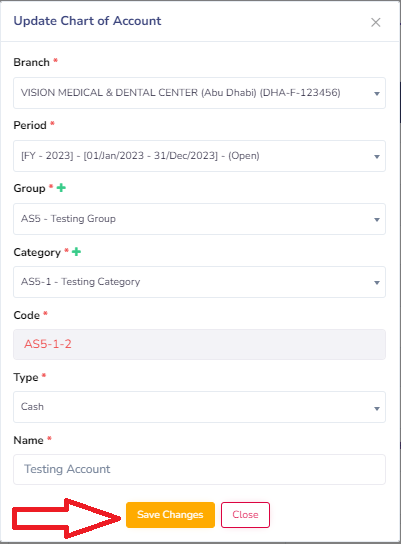 Update Chart of Account
×
Branch *
VISION MEDICAL & DENTAL CENTER (Abu Dhabi) (DHA-F-123456)
Period *
[FY - 2023] - [01/Jan/2023 - 31/Dec/2023] - (Open)
Group * +
AS5 - Testing Group
Category * +
AS5-1 - Testing Category
Code *
AS5-1-2
Type *
Cash
Name *
Testing Account
Save Changes Close